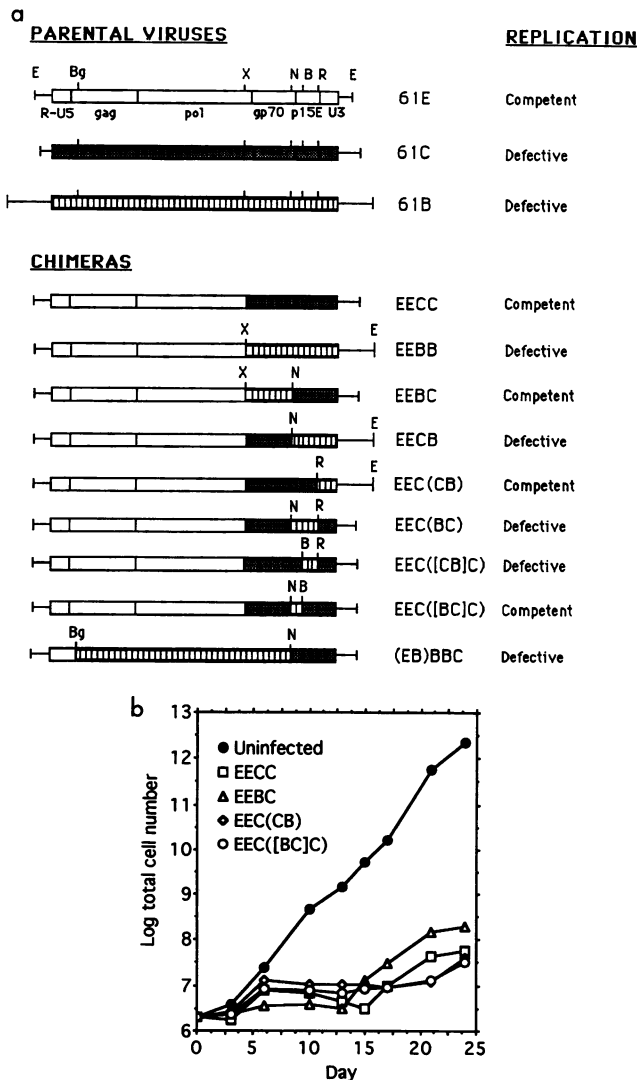 a
PARENTAL VIRUSES REPLICATION
E Bg X N B R E
61E Competent
R-U5 gag pol gp70 p15E U3
61C Defective
61B Defective
CHIMERAS
EECC Competent
X E
EEBB Defective
X N
EEBC Competent
N E
EECB Defective
R E
EEC(CB) Competent
N R
EEC(BC) Defective
B R
EEC([CB]C) Defective
N B
EEC([BC]C) Competent
Bg N
(EB)BBC Defective
b
13
12
11
10
9
8
7
6
Log total cell number
Uninfected
EECC
EEBC
EEC(CB)
EEC([BC]C)
0 5 10 15 20 25
Day